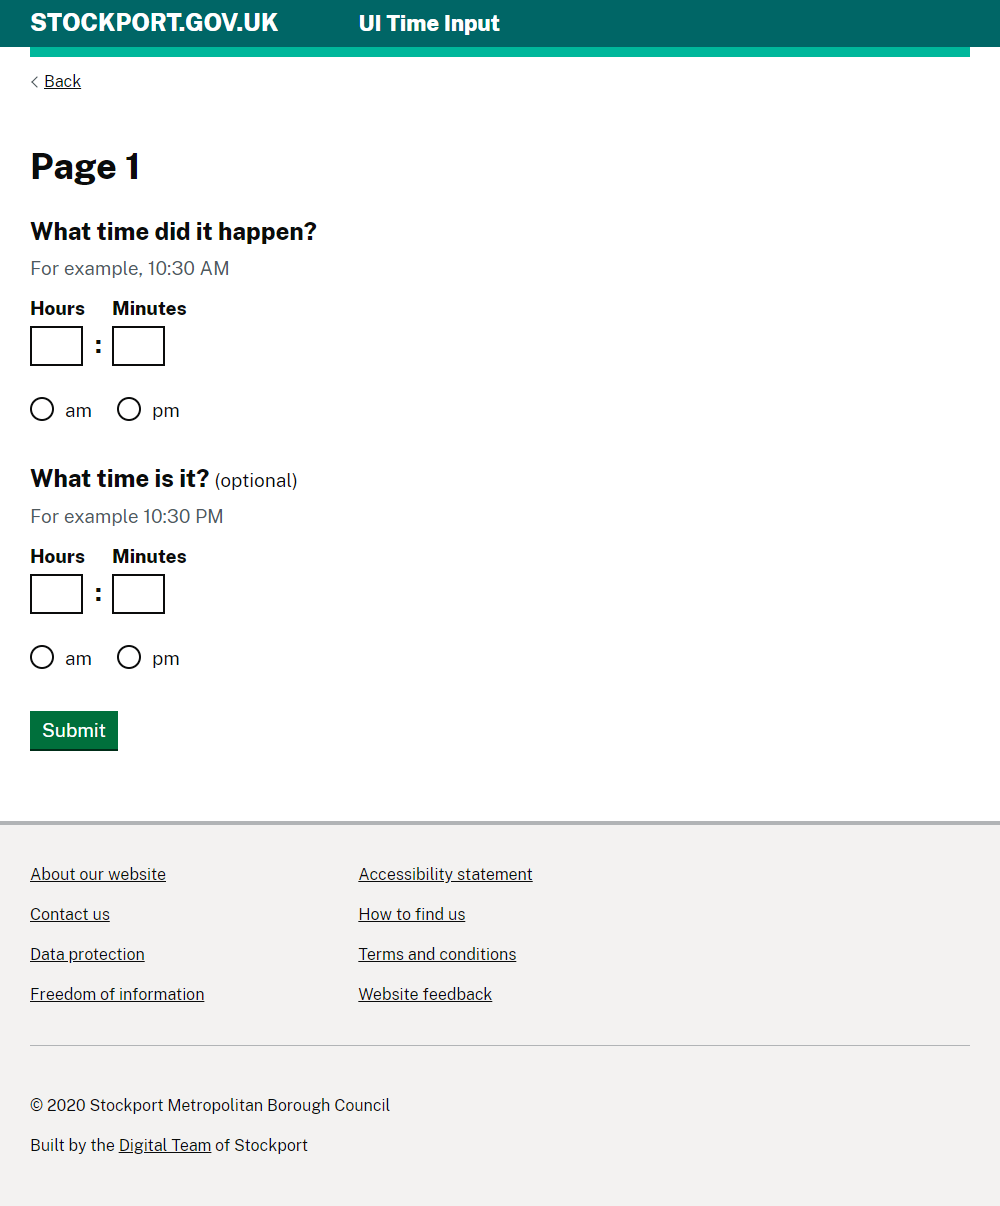 STOCKPORT.GOV.UK UI Time Input
Back
Page 1
What time did it happen?
For example, 10:30 AM
Hours Minutes
:
am pm
What time is it? (optional)
For example 10:30 PM
Hours Minutes
:
am pm
Submit
About our website Accessibility statement
Contact us How to find us
Data protection Terms and conditions
Freedom of information Website feedback
© 2020 Stockport Metropolitan Borough Council
Built by the Digital Team of Stockport